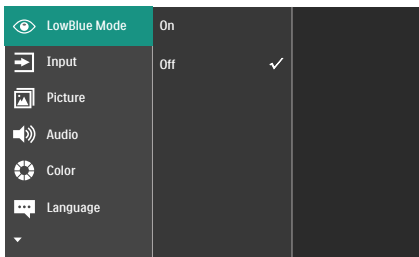 LowBlue Mode
On
Input
Off
Picture
Audio
Color
Language